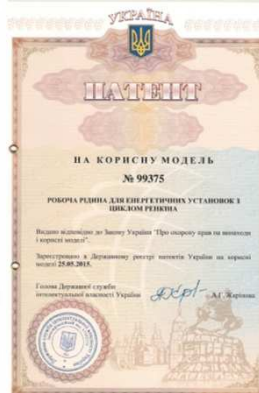 УКРАЇНА
ПАТЕНТ
НА КОРИСНУ МОДЕЛЬ
№ 99375
РОБОЧА РІДИНА ДЛЯ ЕНЕРГЕТИЧНИХ УСТАНОВОК З
ЦИКЛОМ РЕНКІНА
Видано відповідно до Закону України "Про охорону прав на винаходи
і корисні моделі".
Зареєстровано в Державному реєстрі патентів України на корисні
моделі 25.05.2015.
Голова Державної служби
інтелектуальної власності України
А.Г. Жарінова